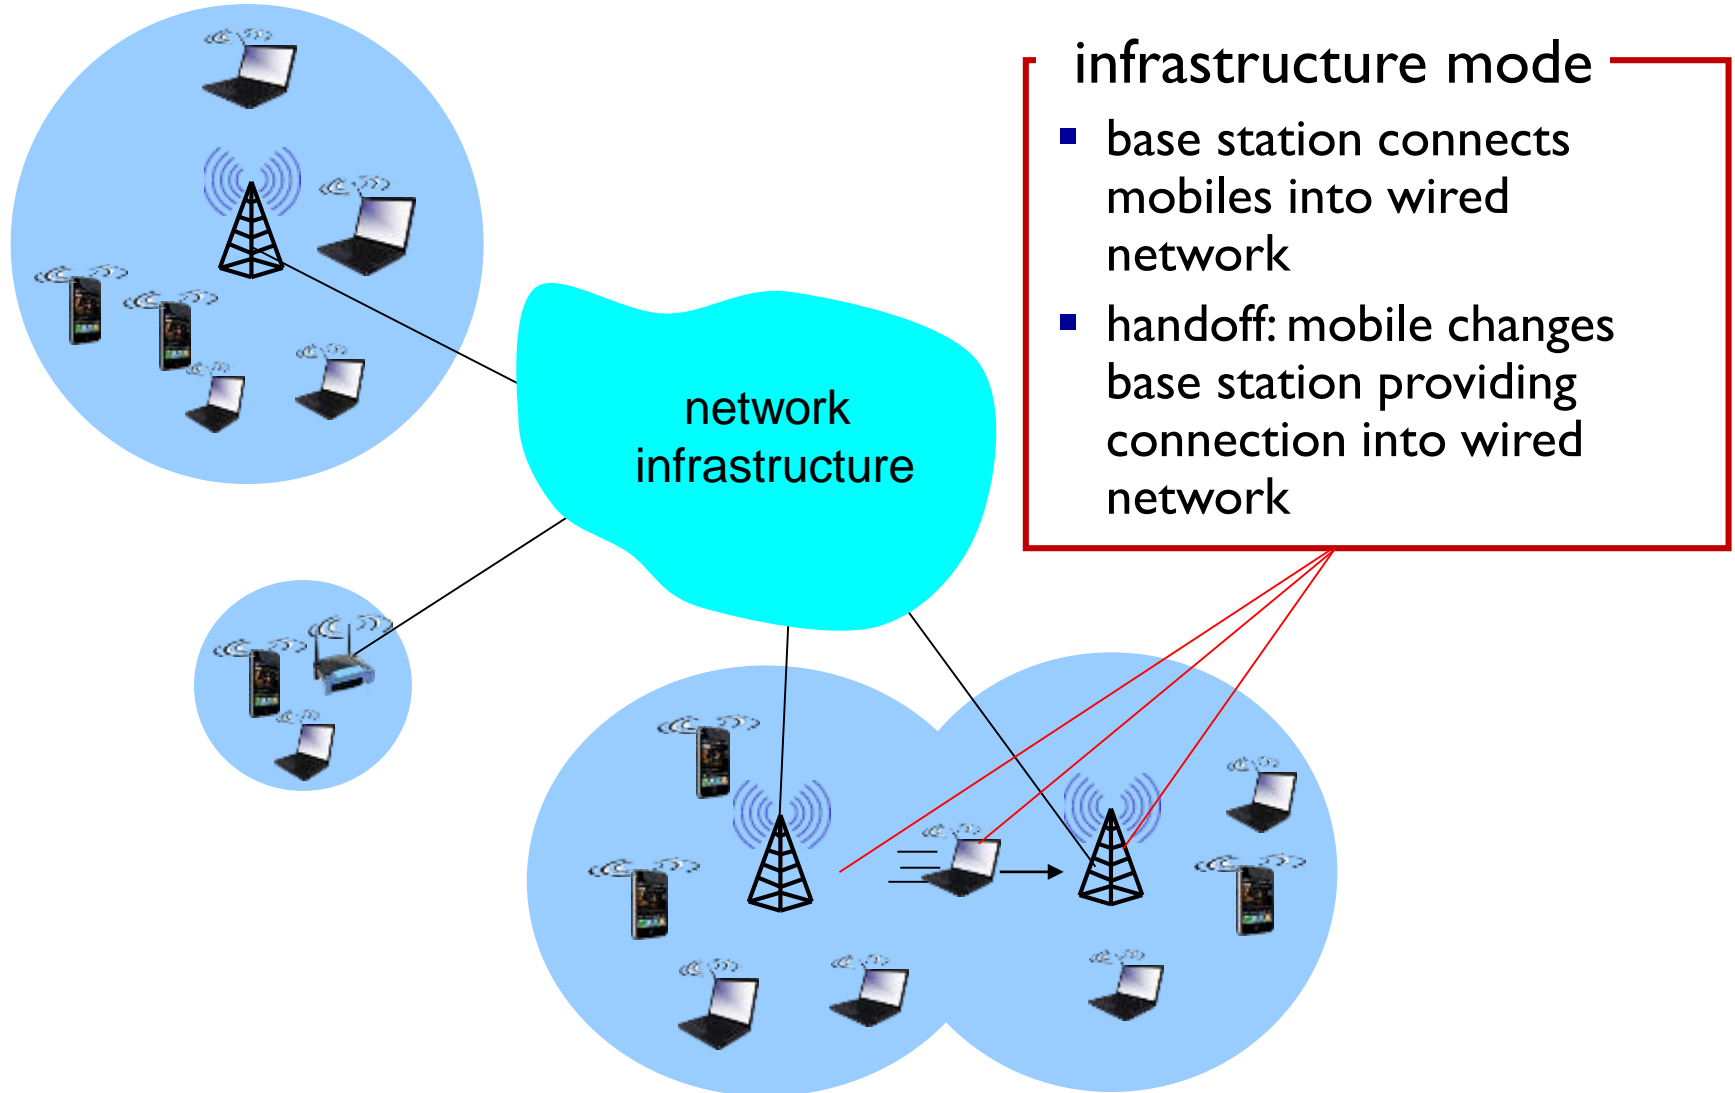 infrastructure mode
base station connects
mobiles into wired
network
handoff: mobile changes
base station providing
connection into wired
network
network
infrastructure